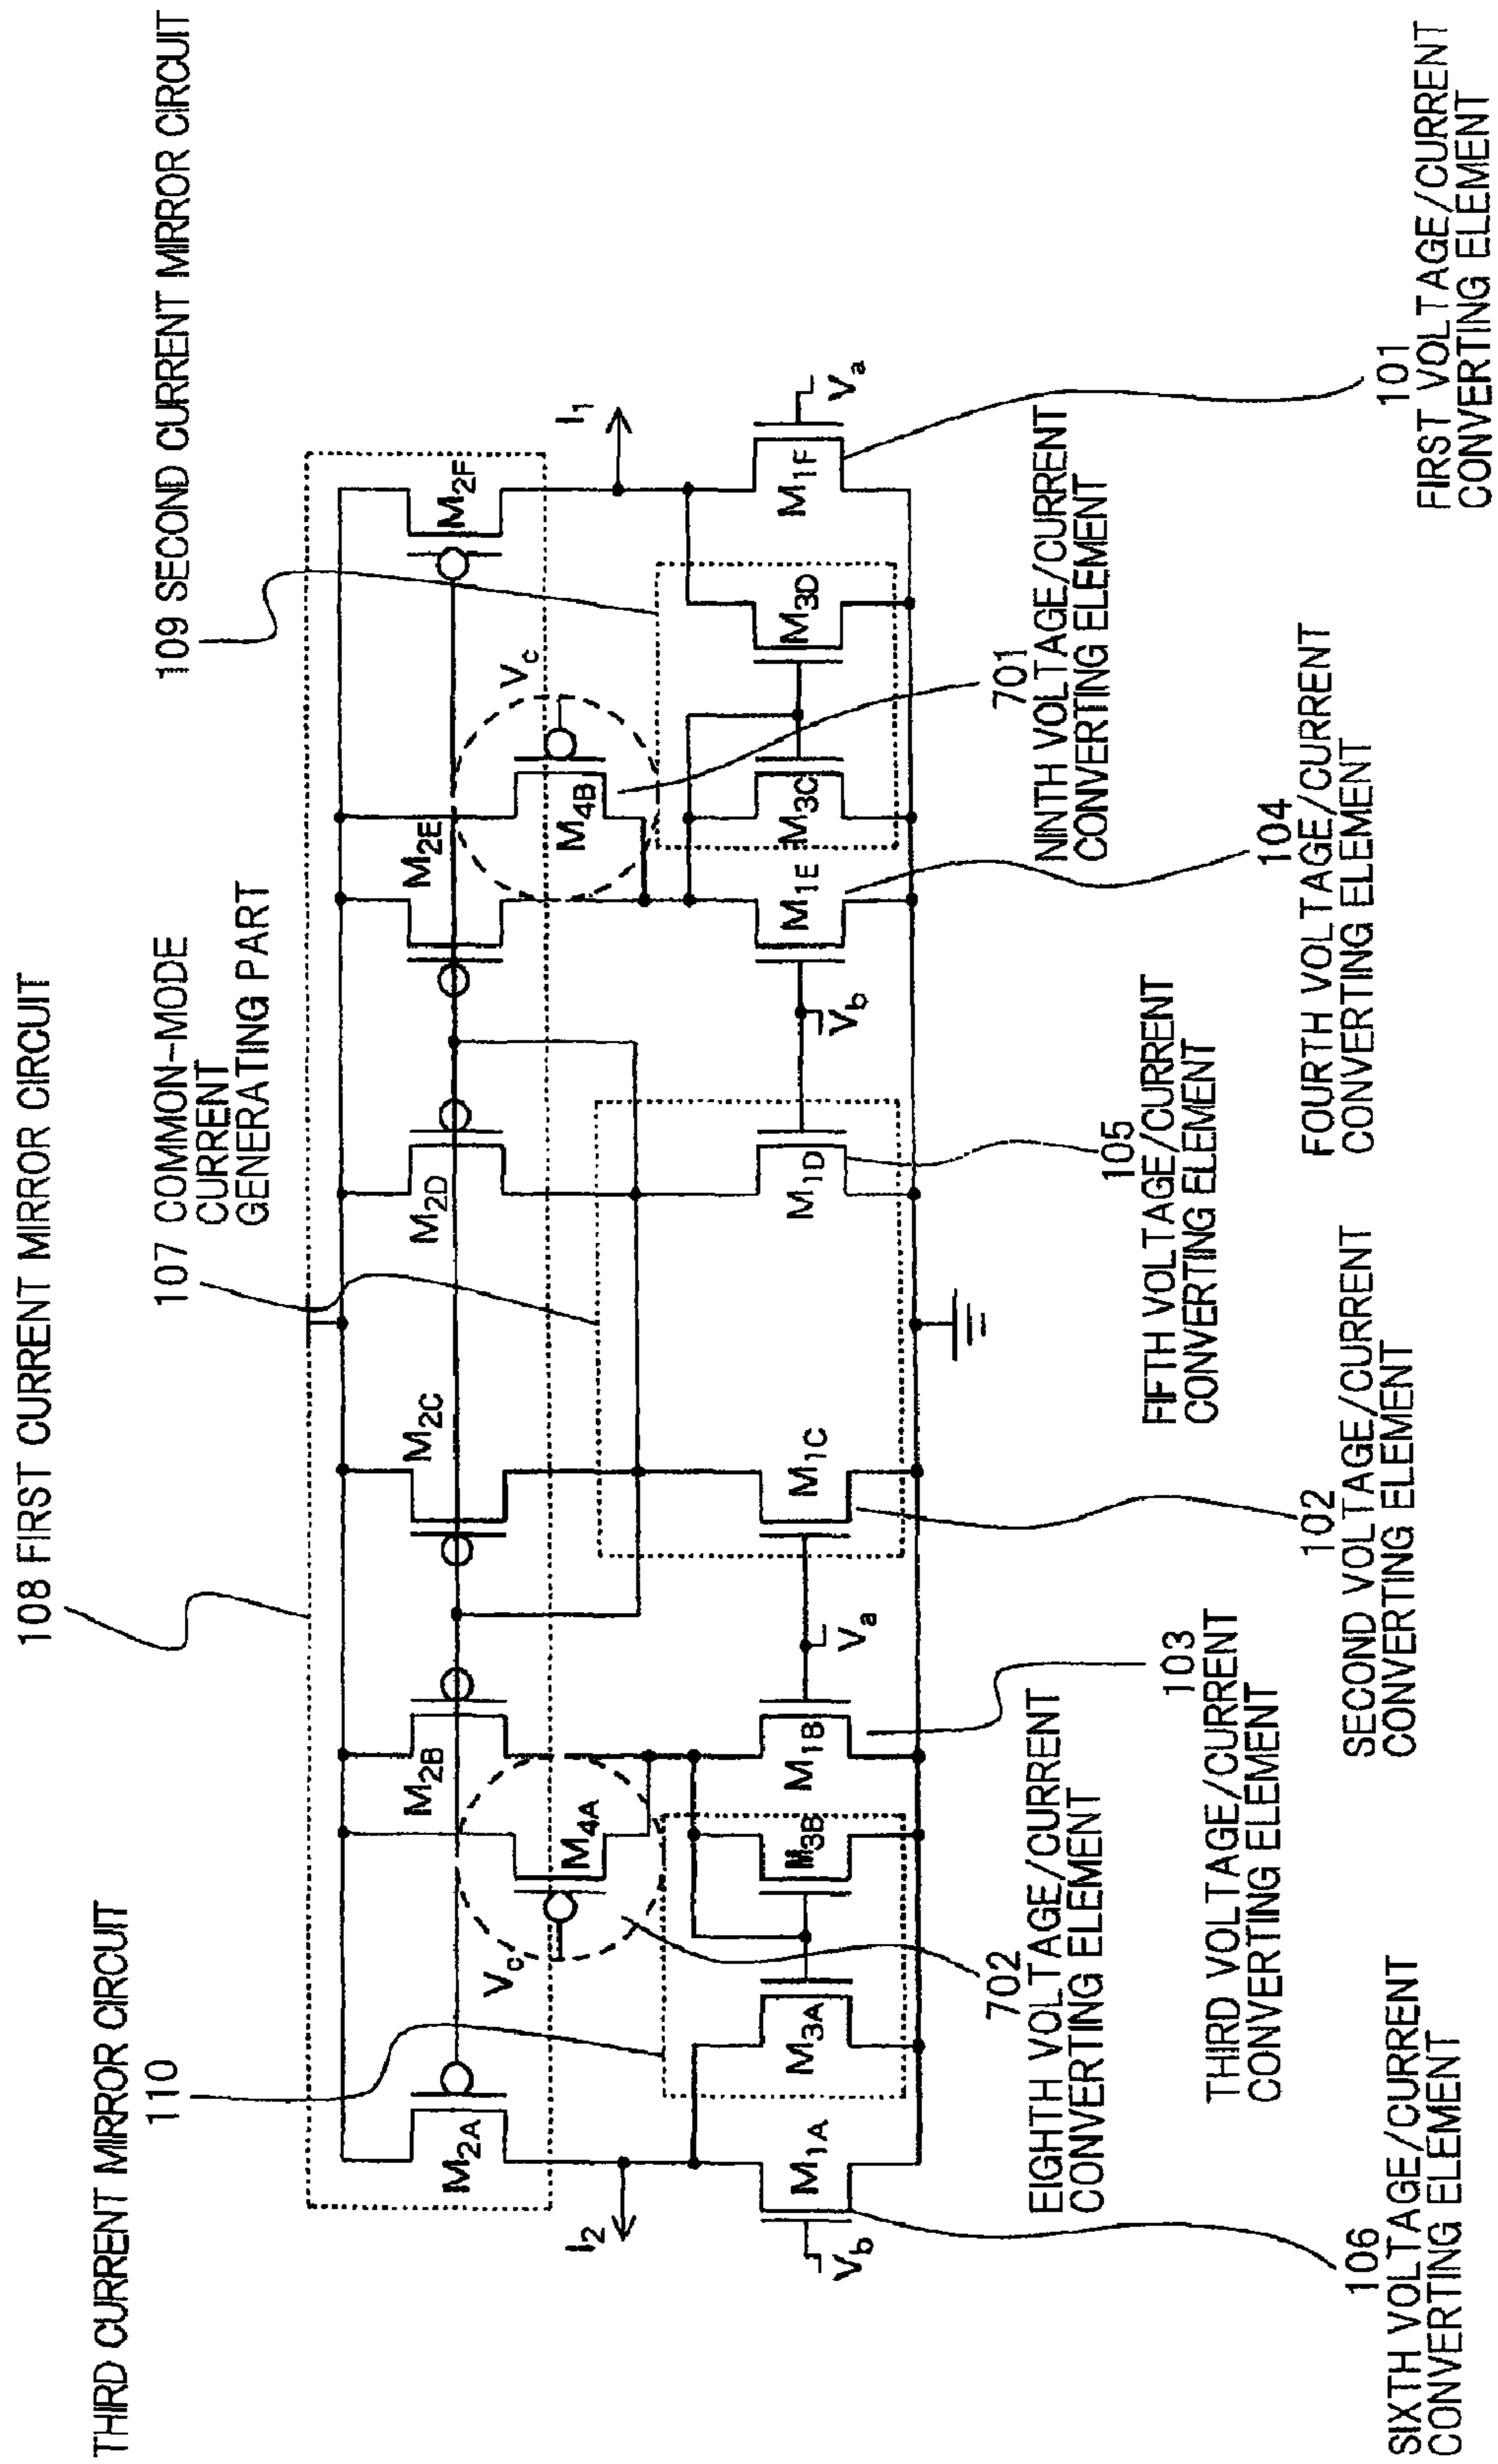 108 FIRST CURRENT MIRROR CIRCUIT
THIRD CURRENT MIRROR CIRCUIT
110
107 COMMON-MODE
CURRENT
GENERATING PART
109 SECOND CURRENT MIRROR CIRCUIT
M2A
M2B
M2C
M2D
M2E
M2F
Vc
M4A
M4B
Vc
I2
I1
Vb
M1A
M3A
M3B
M1B
Va
M1C
M1D
Vb
M1E
M3C
M3D
M1F
Va
106
SIXTH VOLTAGE/CURRENT
CONVERTING ELEMENT
702
EIGHTH VOLTAGE/CURRENT
CONVERTING ELEMENT
103
THIRD VOLTAGE/CURRENT
CONVERTING ELEMENT
102
SECOND VOLTAGE/CURRENT
CONVERTING ELEMENT
105
FIFTH VOLTAGE/CURRENT
CONVERTING ELEMENT
104
FOURTH VOLTAGE/CURRENT
CONVERTING ELEMENT
701
NINTH VOLTAGE/CURRENT
CONVERTING ELEMENT
101
FIRST VOLTAGE/CURRENT
CONVERTING ELEMENT